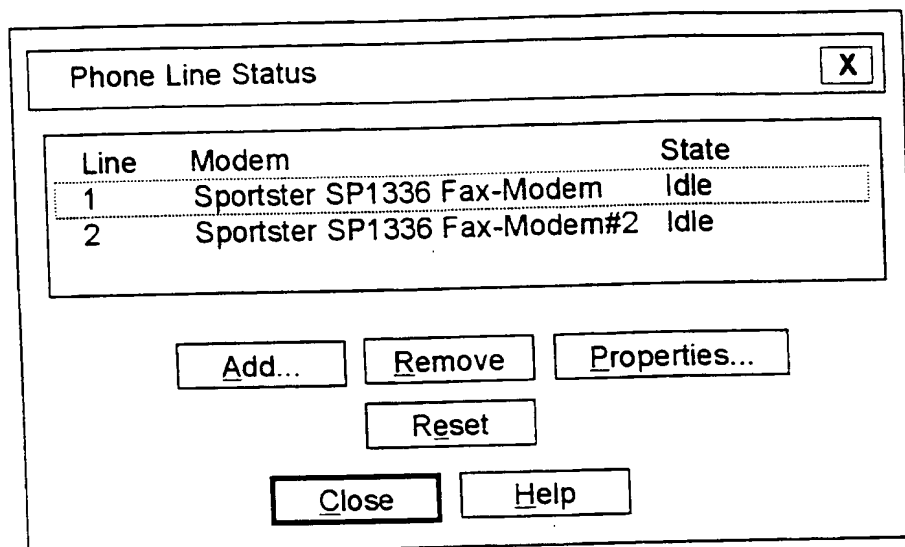 Phone Line Status X
Line Modem State
1 Sportster SP1336 Fax-Modem Idle
2 Sportster SP1336 Fax-Modem#2 Idle
Add... Remove Properties...
Reset
Close Help